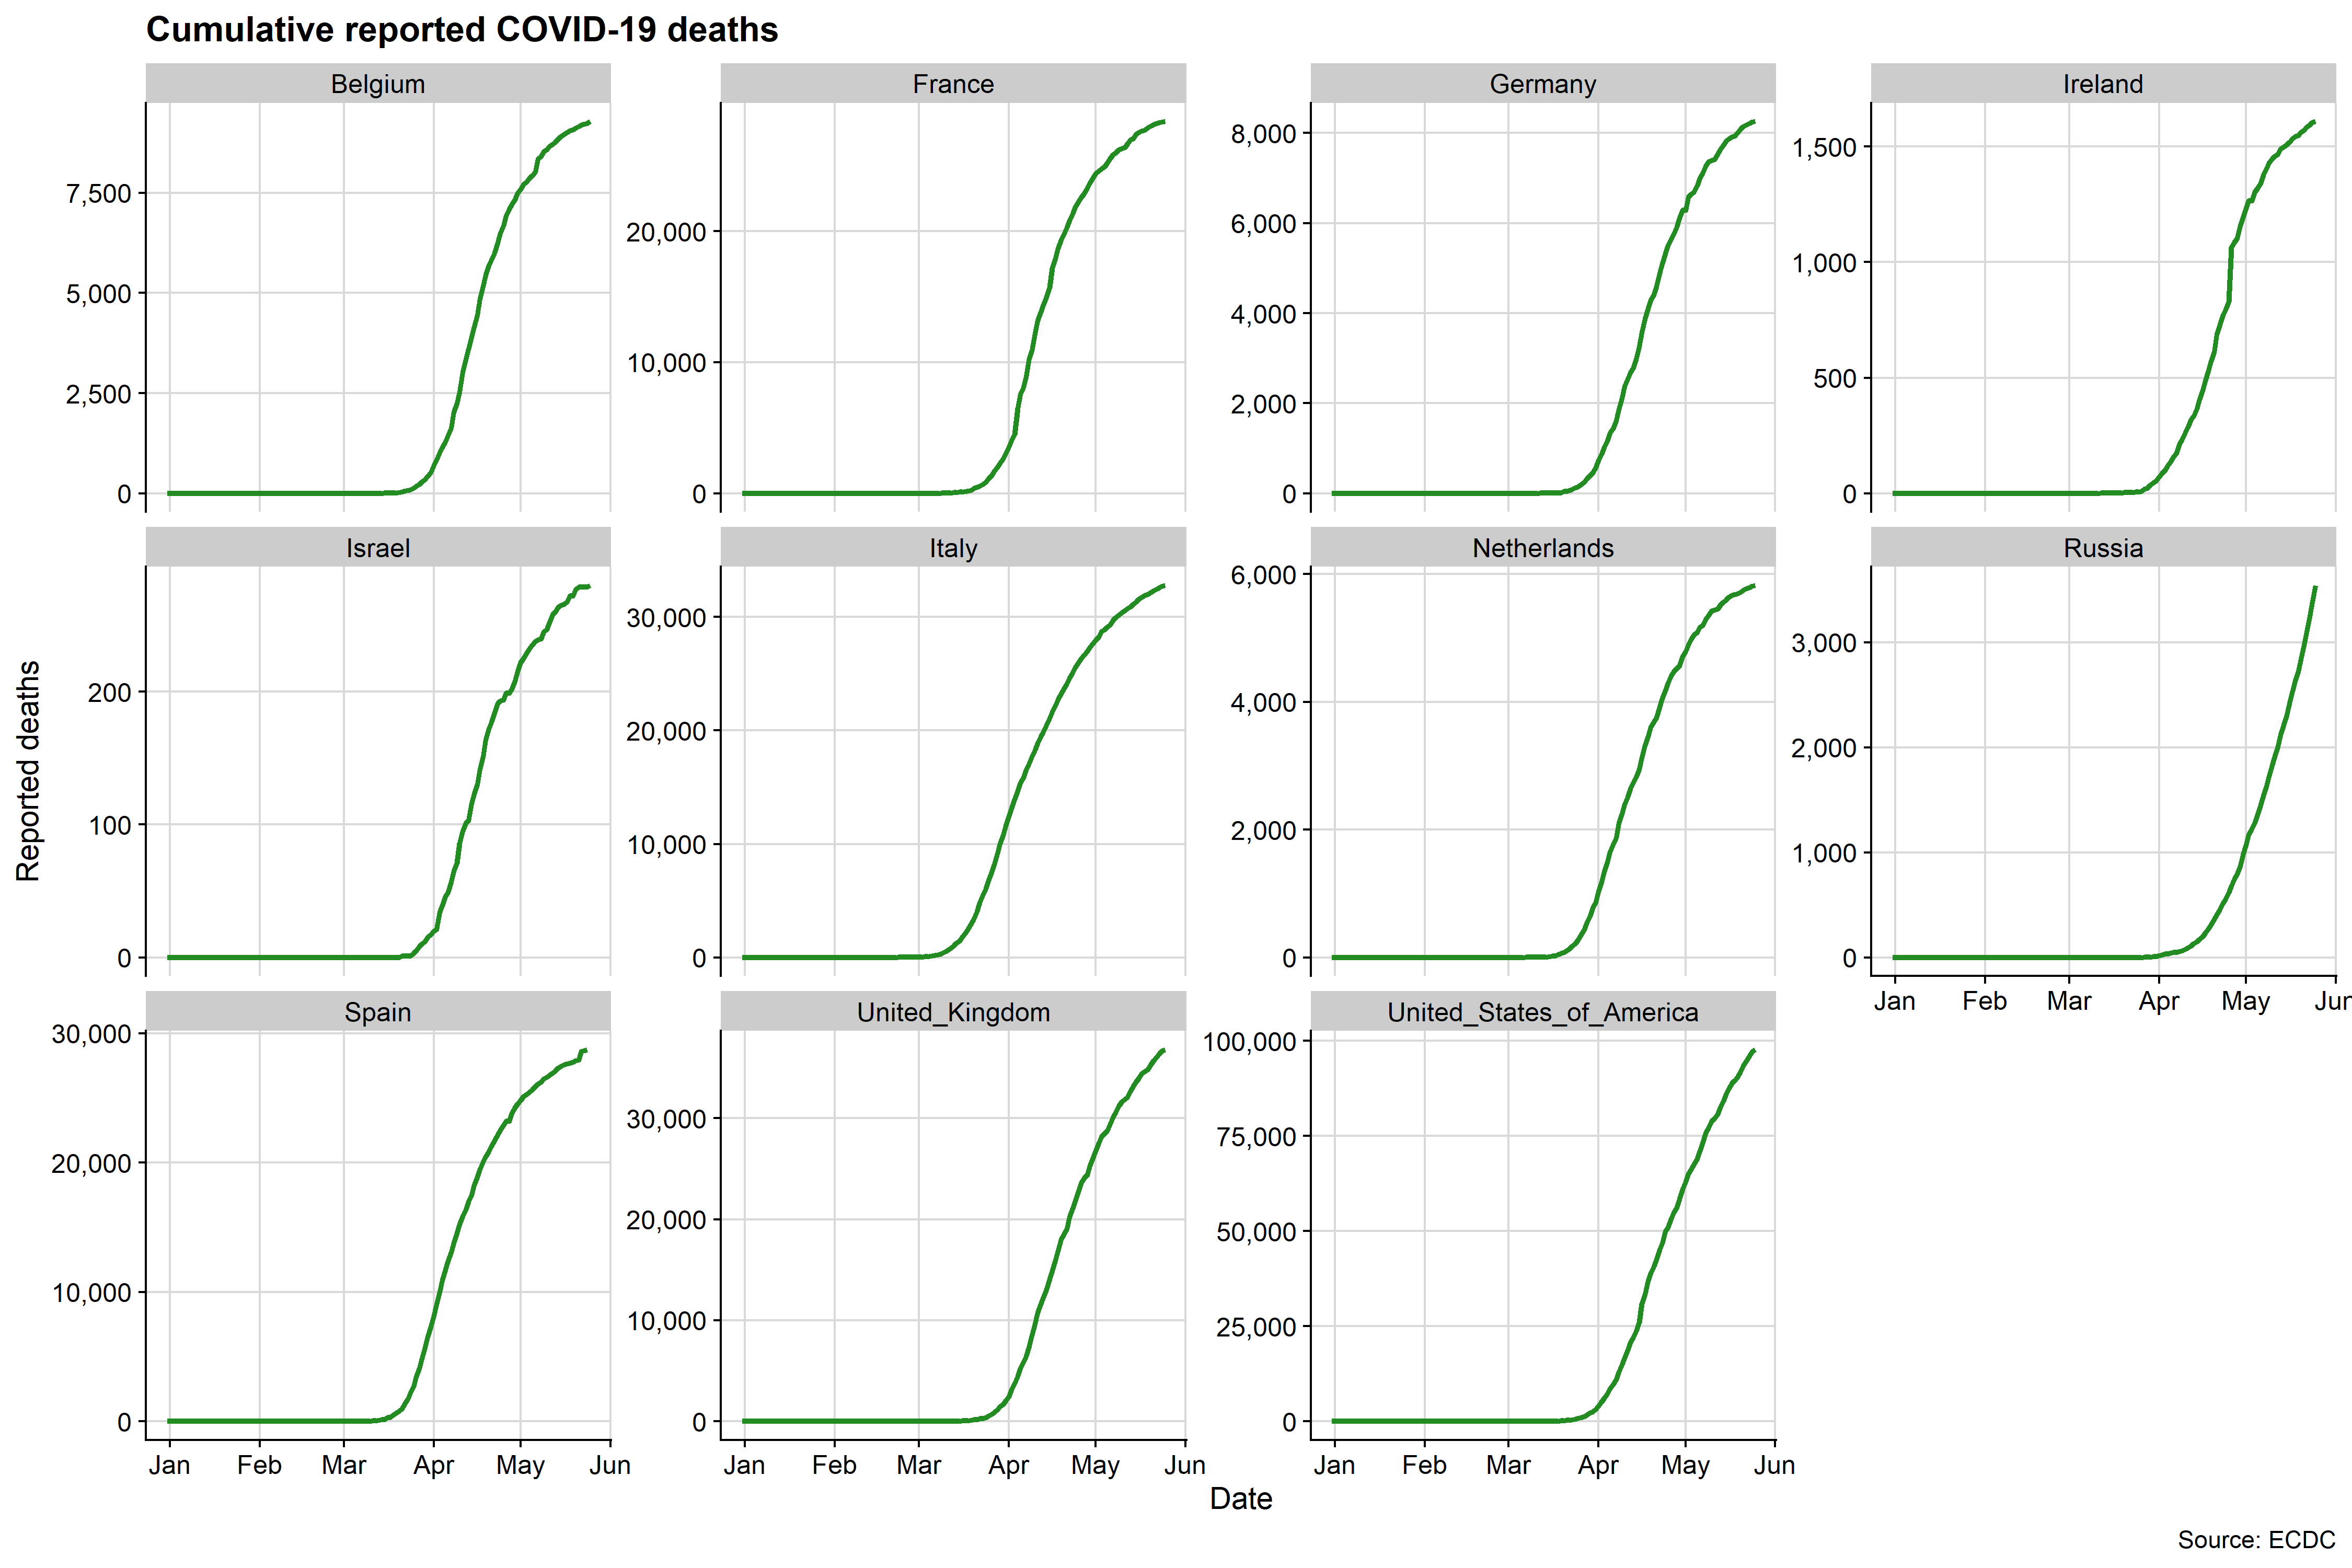 Cumulative reported COVID-19 deaths
Belgium
France
Germany
Ireland
7,500
5,000
2,500
0
20,000
10,000
0
8,000
6,000
4,000
2,000
0
1,500
1,000
500
0
Israel
Italy
Netherlands
Russia
Reported deaths
200
100
0
30,000
20,000
10,000
0
6,000
4,000
2,000
0
3,000
2,000
1,000
0
Jan Feb Mar Apr May Jun
Spain
United_Kingdom
United_States_of_America
30,000
20,000
10,000
0
30,000
20,000
10,000
0
100,000
75,000
50,000
25,000
0
Jan Feb Mar Apr May Jun
Jan Feb Mar Apr May Jun
Jan Feb Mar Apr May Jun
Date
Source: ECDC